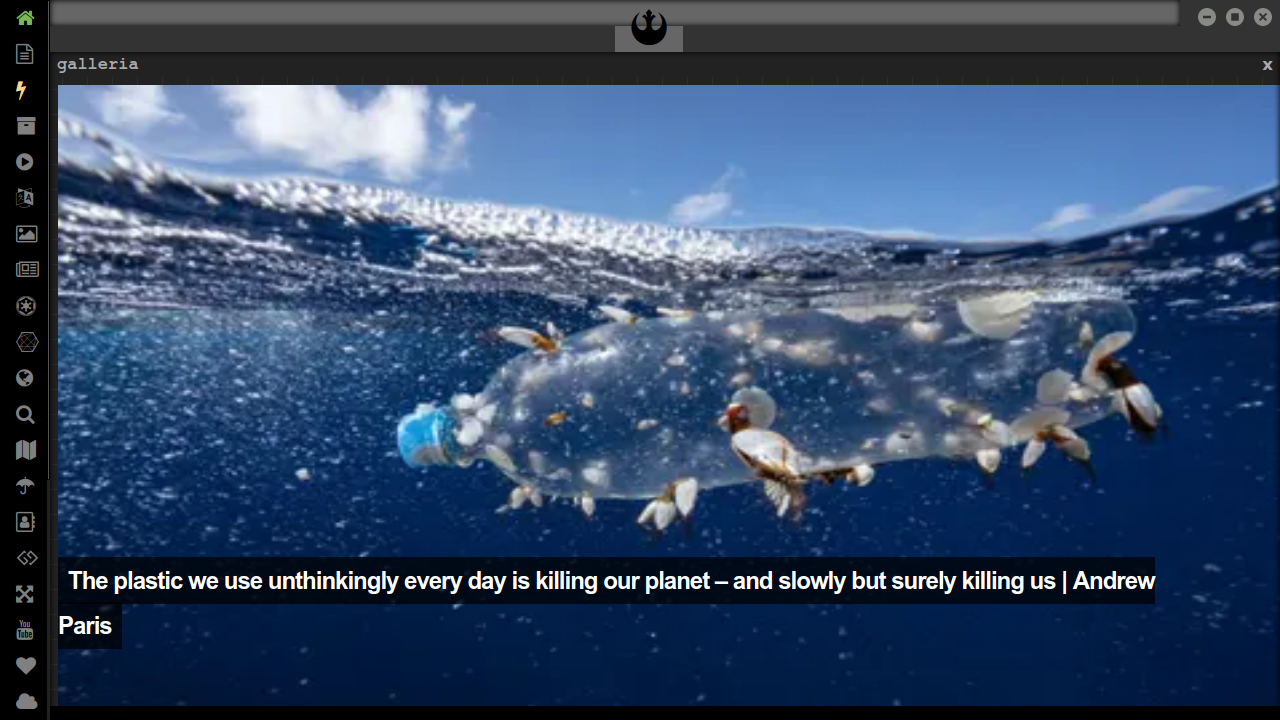 galleria
x
The plastic we use unthinkingly every day is killing our planet – and slowly but surely killing us | Andrew
Paris
You
Tube